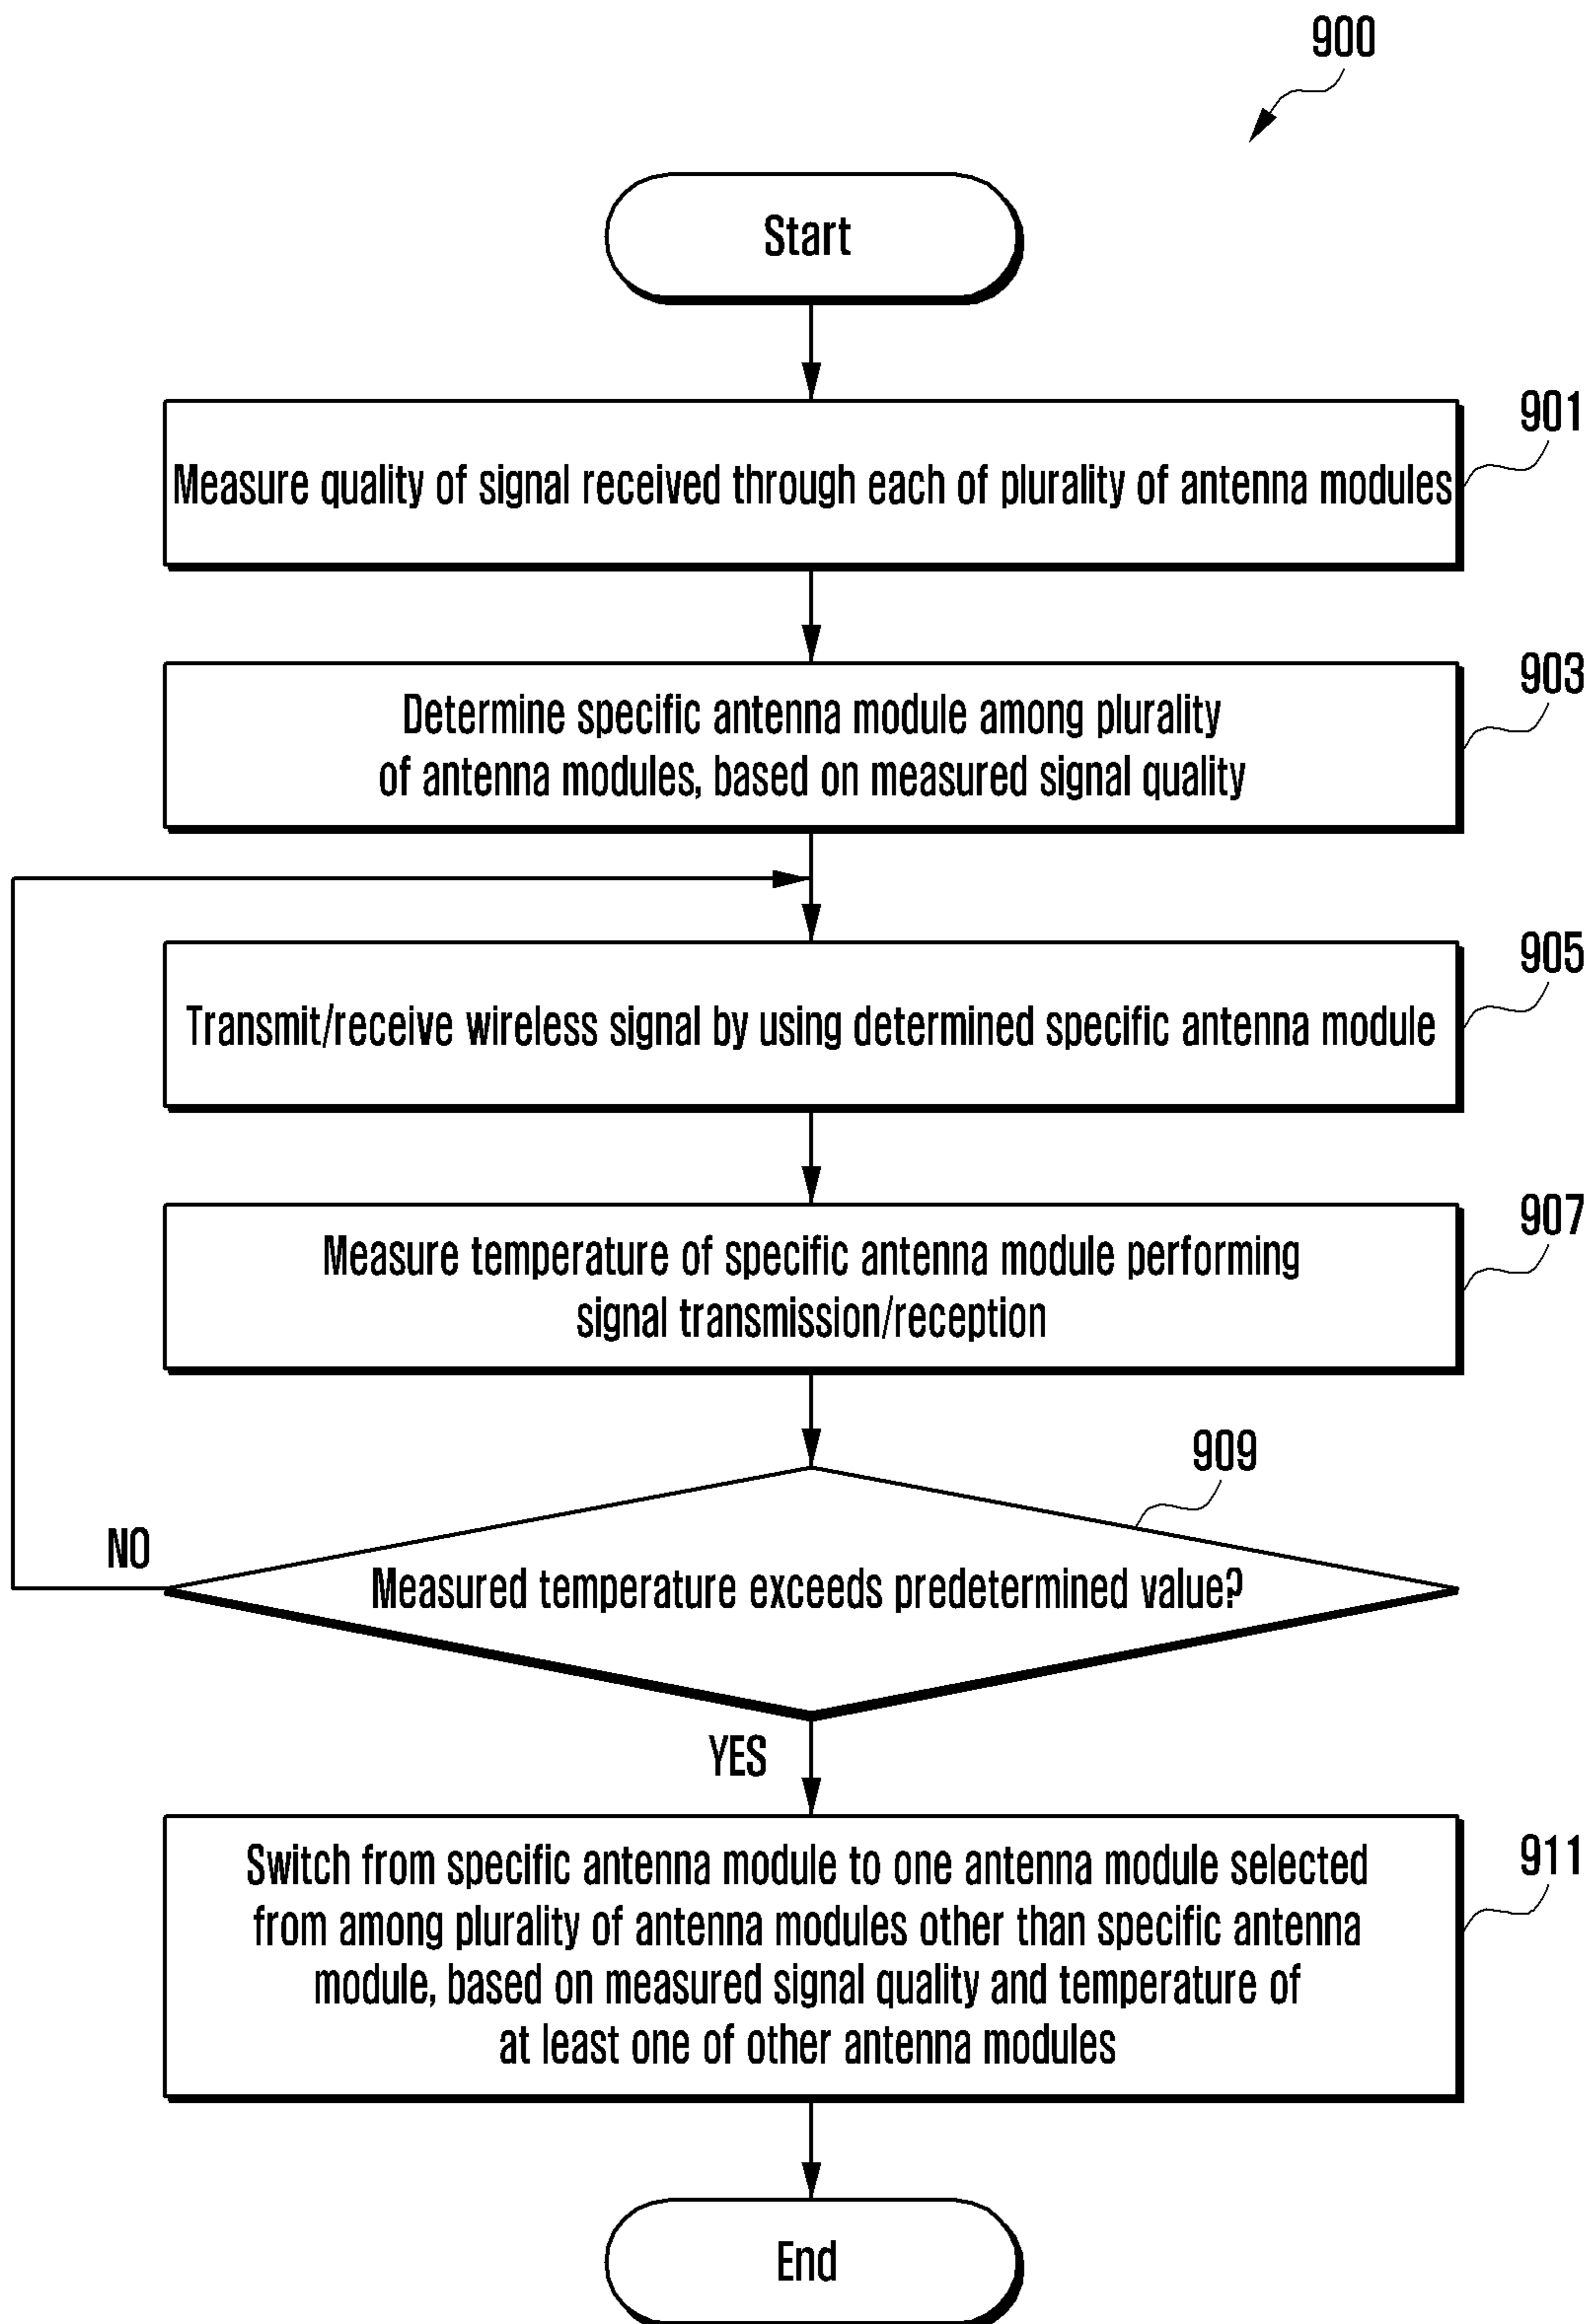 900
Start
901
Measure quality of signal received through each of plurality of antenna modules
903
Determine specific antenna module among plurality
of antenna modules, based on measured signal quality
905
Transmit/receive wireless signal by using determined specific antenna module
907
Measure temperature of specific antenna module performing
signal transmission/reception
909
NO
Measured temperature exceeds predetermined value?
YES
911
Switch from specific antenna module to one antenna module selected
from among plurality of antenna modules other than specific antenna
module, based on measured signal quality and temperature of
at least one of other antenna modules
End